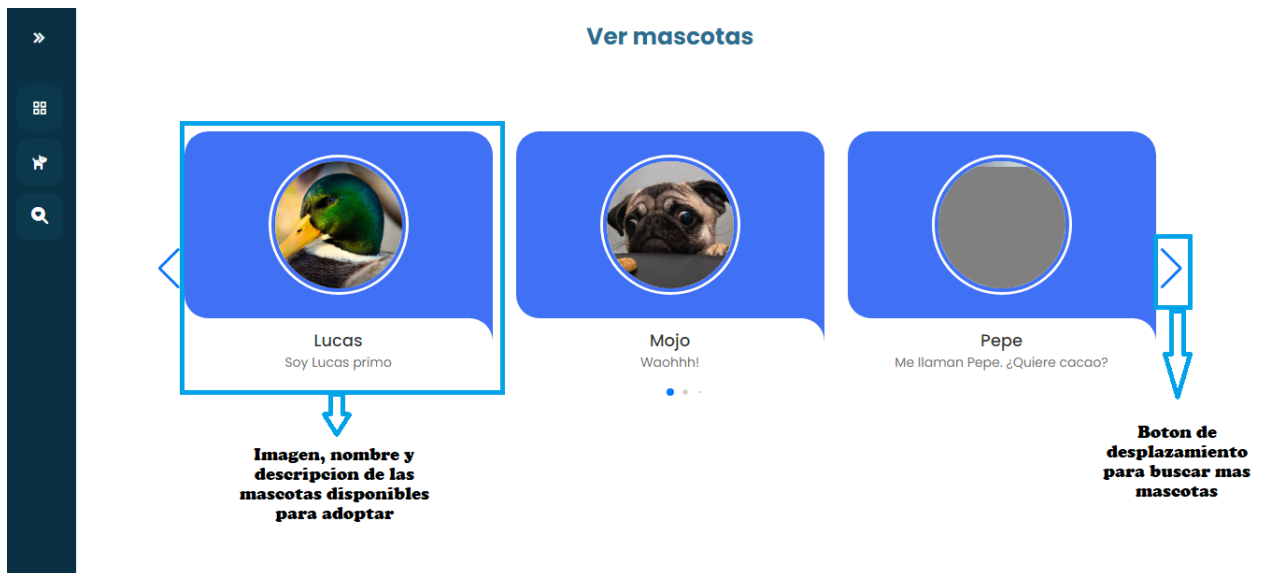 Ver mascotas
Lucas
Soy Lucas primo
Mojo
Waohhh!
Pepe
Me llaman Pepe. ¿Quiere cacao?
Imagen, nombre y
descripcion de las
mascotas disponibles
para adoptar
Boton de
desplazamiento
para buscar mas
mascotas